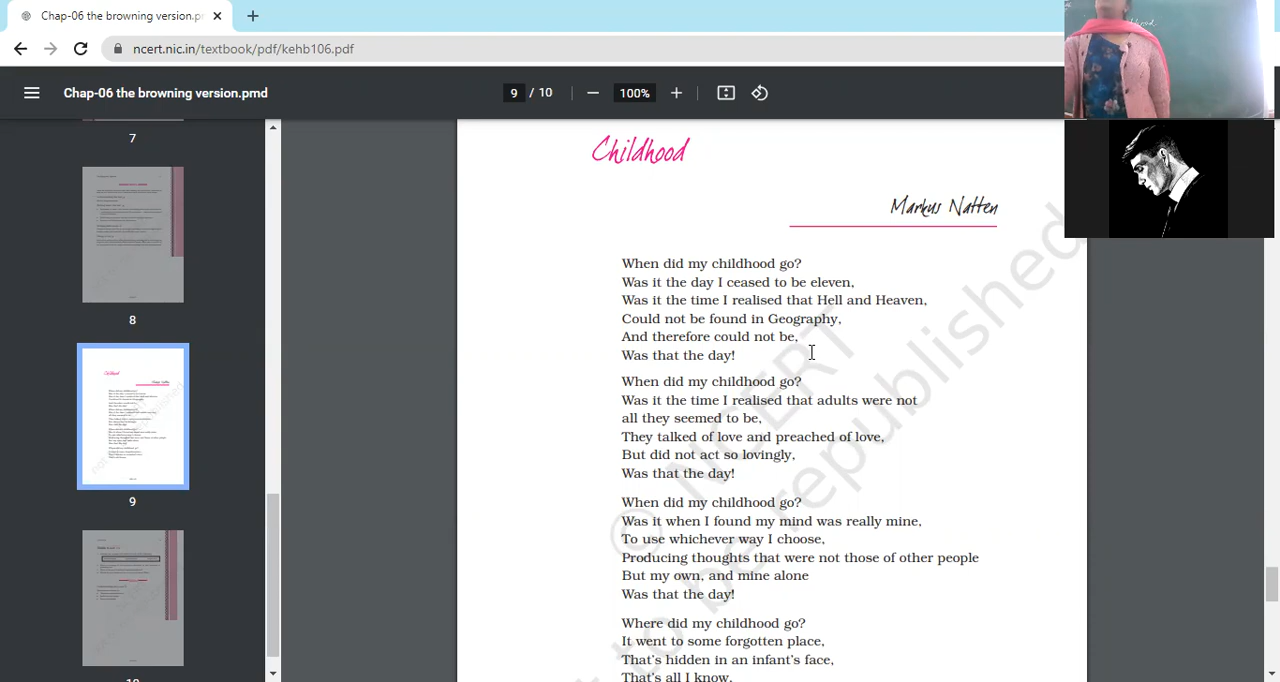 Chap-06 the browning version.p
ncert.nic.in/textbook/pdf/kehb106.pdf
Chap-06 the browning version.pmd
9 / 10
100%
7
8
9
Childhood
Markus Natten
When did my childhood go?
Was it the day I ceased to be eleven,
Was it the time I realised that Hell and Heaven,
Could not be found in Geography,
And therefore could not be,
Was that the day!
When did my childhood go?
Was it the time I realised that adults were not
all they seemed to be,
They talked of love and preached of love,
But did not act so lovingly,
Was that the day!
When did my childhood go?
Was it when I found my mind was really mine,
To use whichever way I choose,
Producing thoughts that were not those of other people
But my own, and mine alone
Was that the day!
Where did my childhood go?
It went to some forgotten place,
That's hidden in an infant's face,
That's all I know.
© NCERT
not to be republished